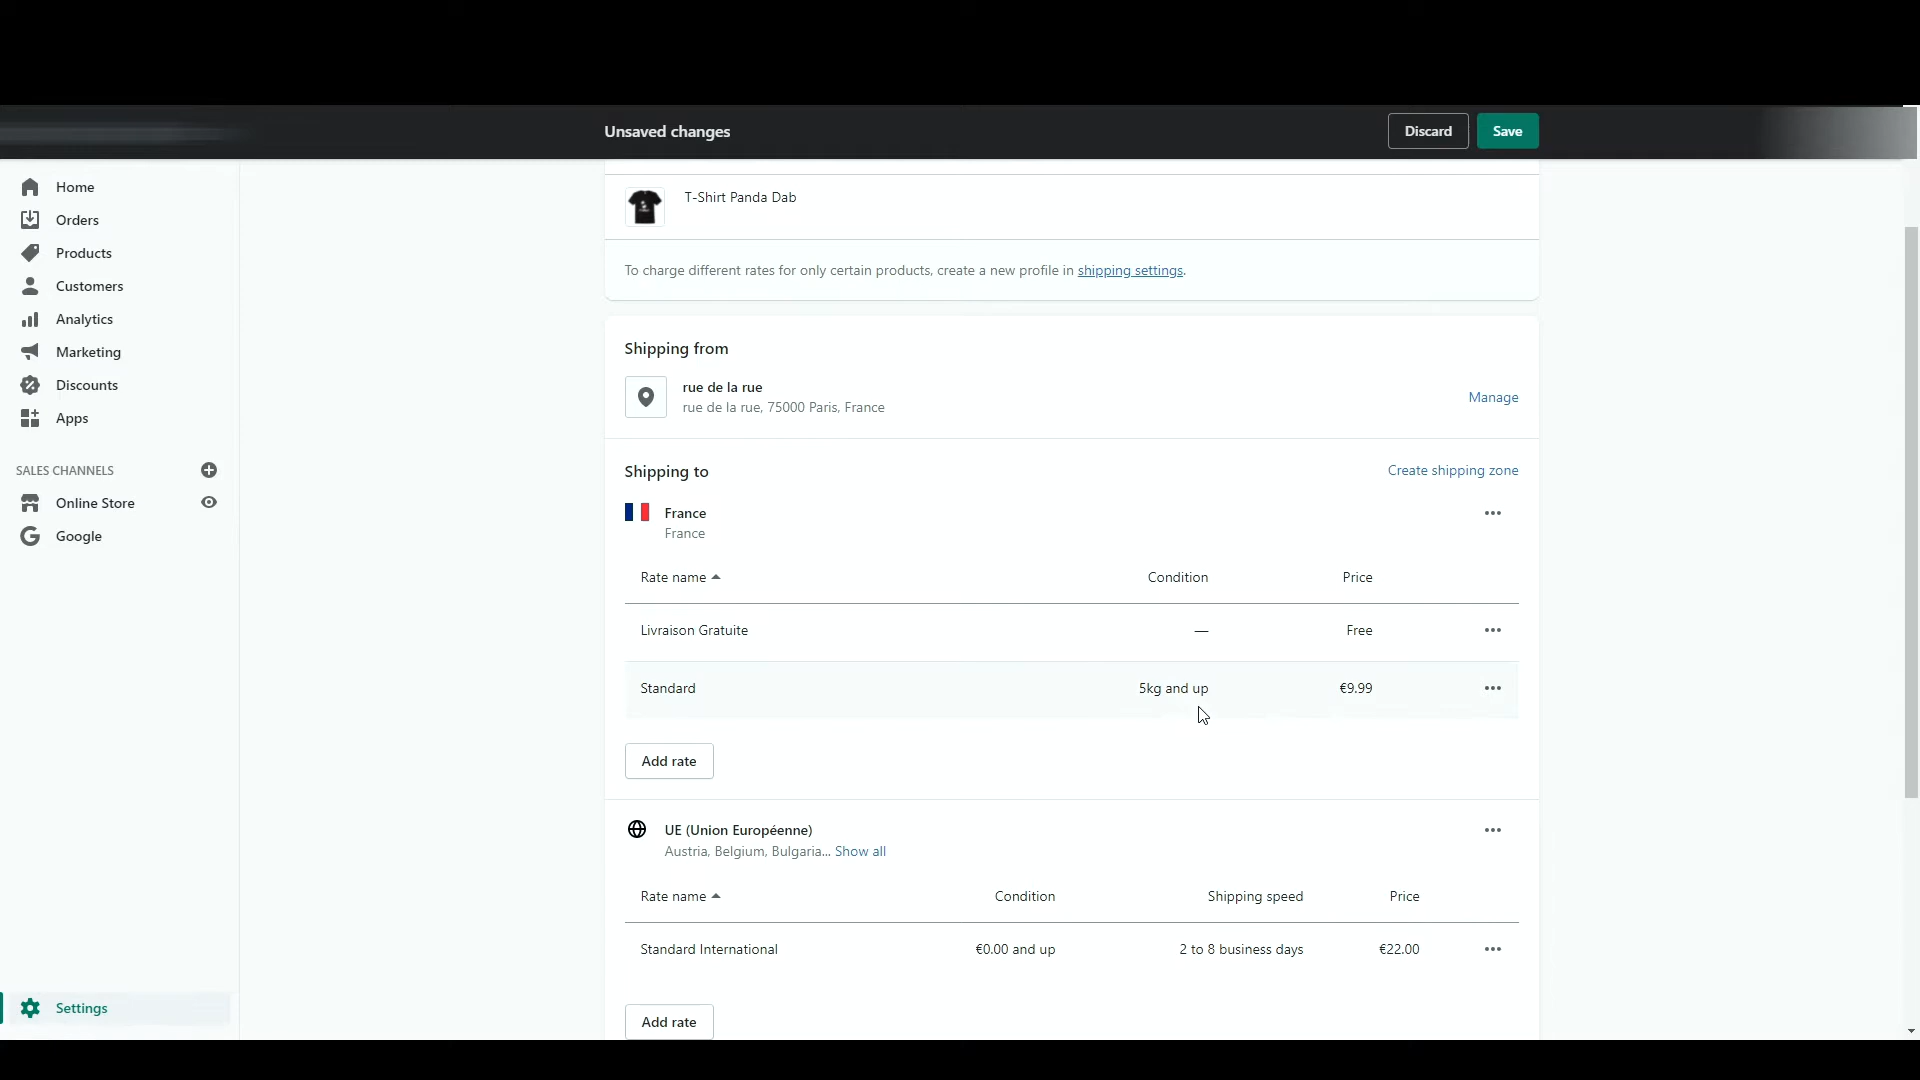 Unsaved changes
Discard
Save
Home
Orders
Products
Customers
Analytics
Marketing
Discounts
Apps
SALES CHANNELS
Online Store
Google
Settings
T-Shirt Panda Dab
To charge different rates for only certain products, create a new profile in shipping settings.
Shipping from
rue de la rue
rue de la rue, 75000 Paris, France
Manage
Shipping to
Create shipping zone
France
France
Rate name Condition Price
Livraison Gratuite — Free
Standard 5kg and up €9.99
Add rate
UE (Union Européenne)
Austria, Belgium, Bulgaria... Show all
Rate name Condition Shipping speed Price
Standard International €0.00 and up 2 to 8 business days €22.00
Add rate